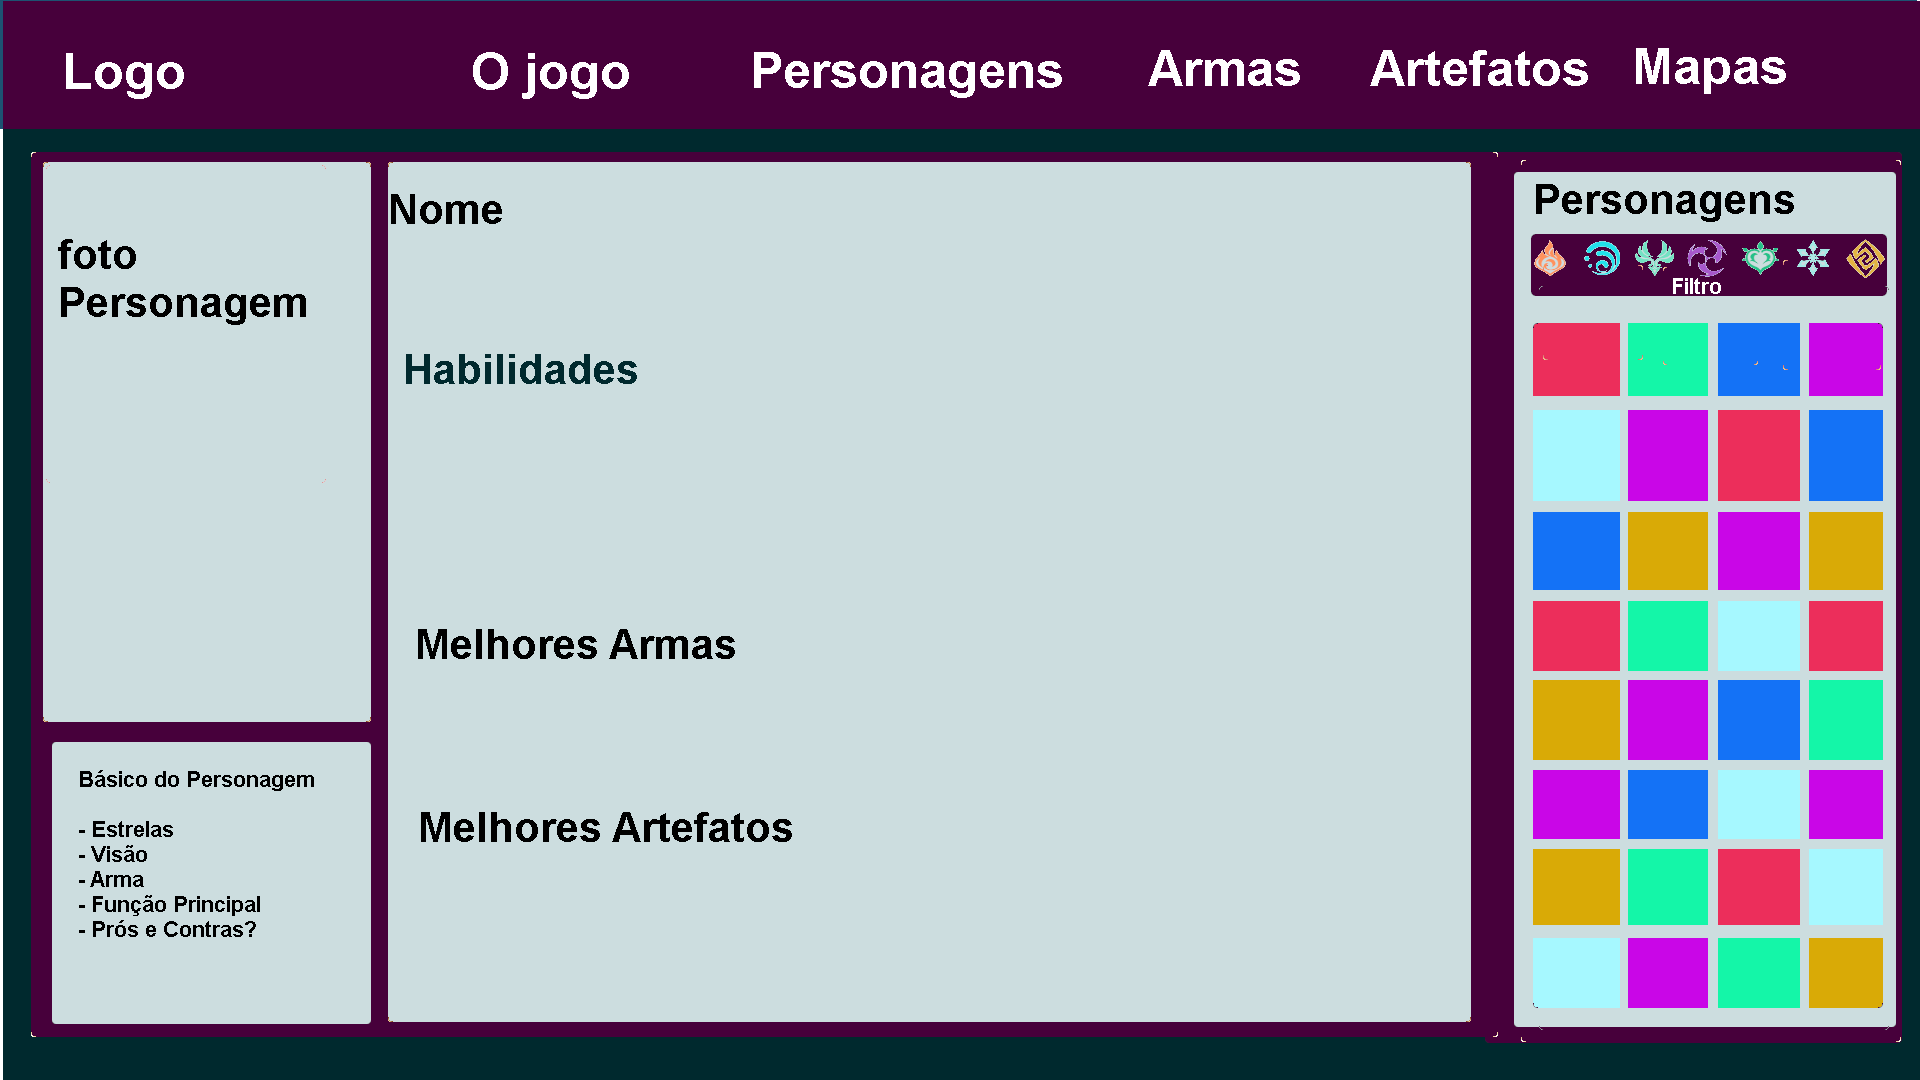 Logo
O jogo
Personagens
Armas
Artefatos
Mapas
foto
Personagem
Básico do Personagem
- Estrelas
- Visão
- Arma
- Função Principal
- Prós e Contras?
Nome
Habilidades
Melhores Armas
Melhores Artefatos
Personagens
Filtro